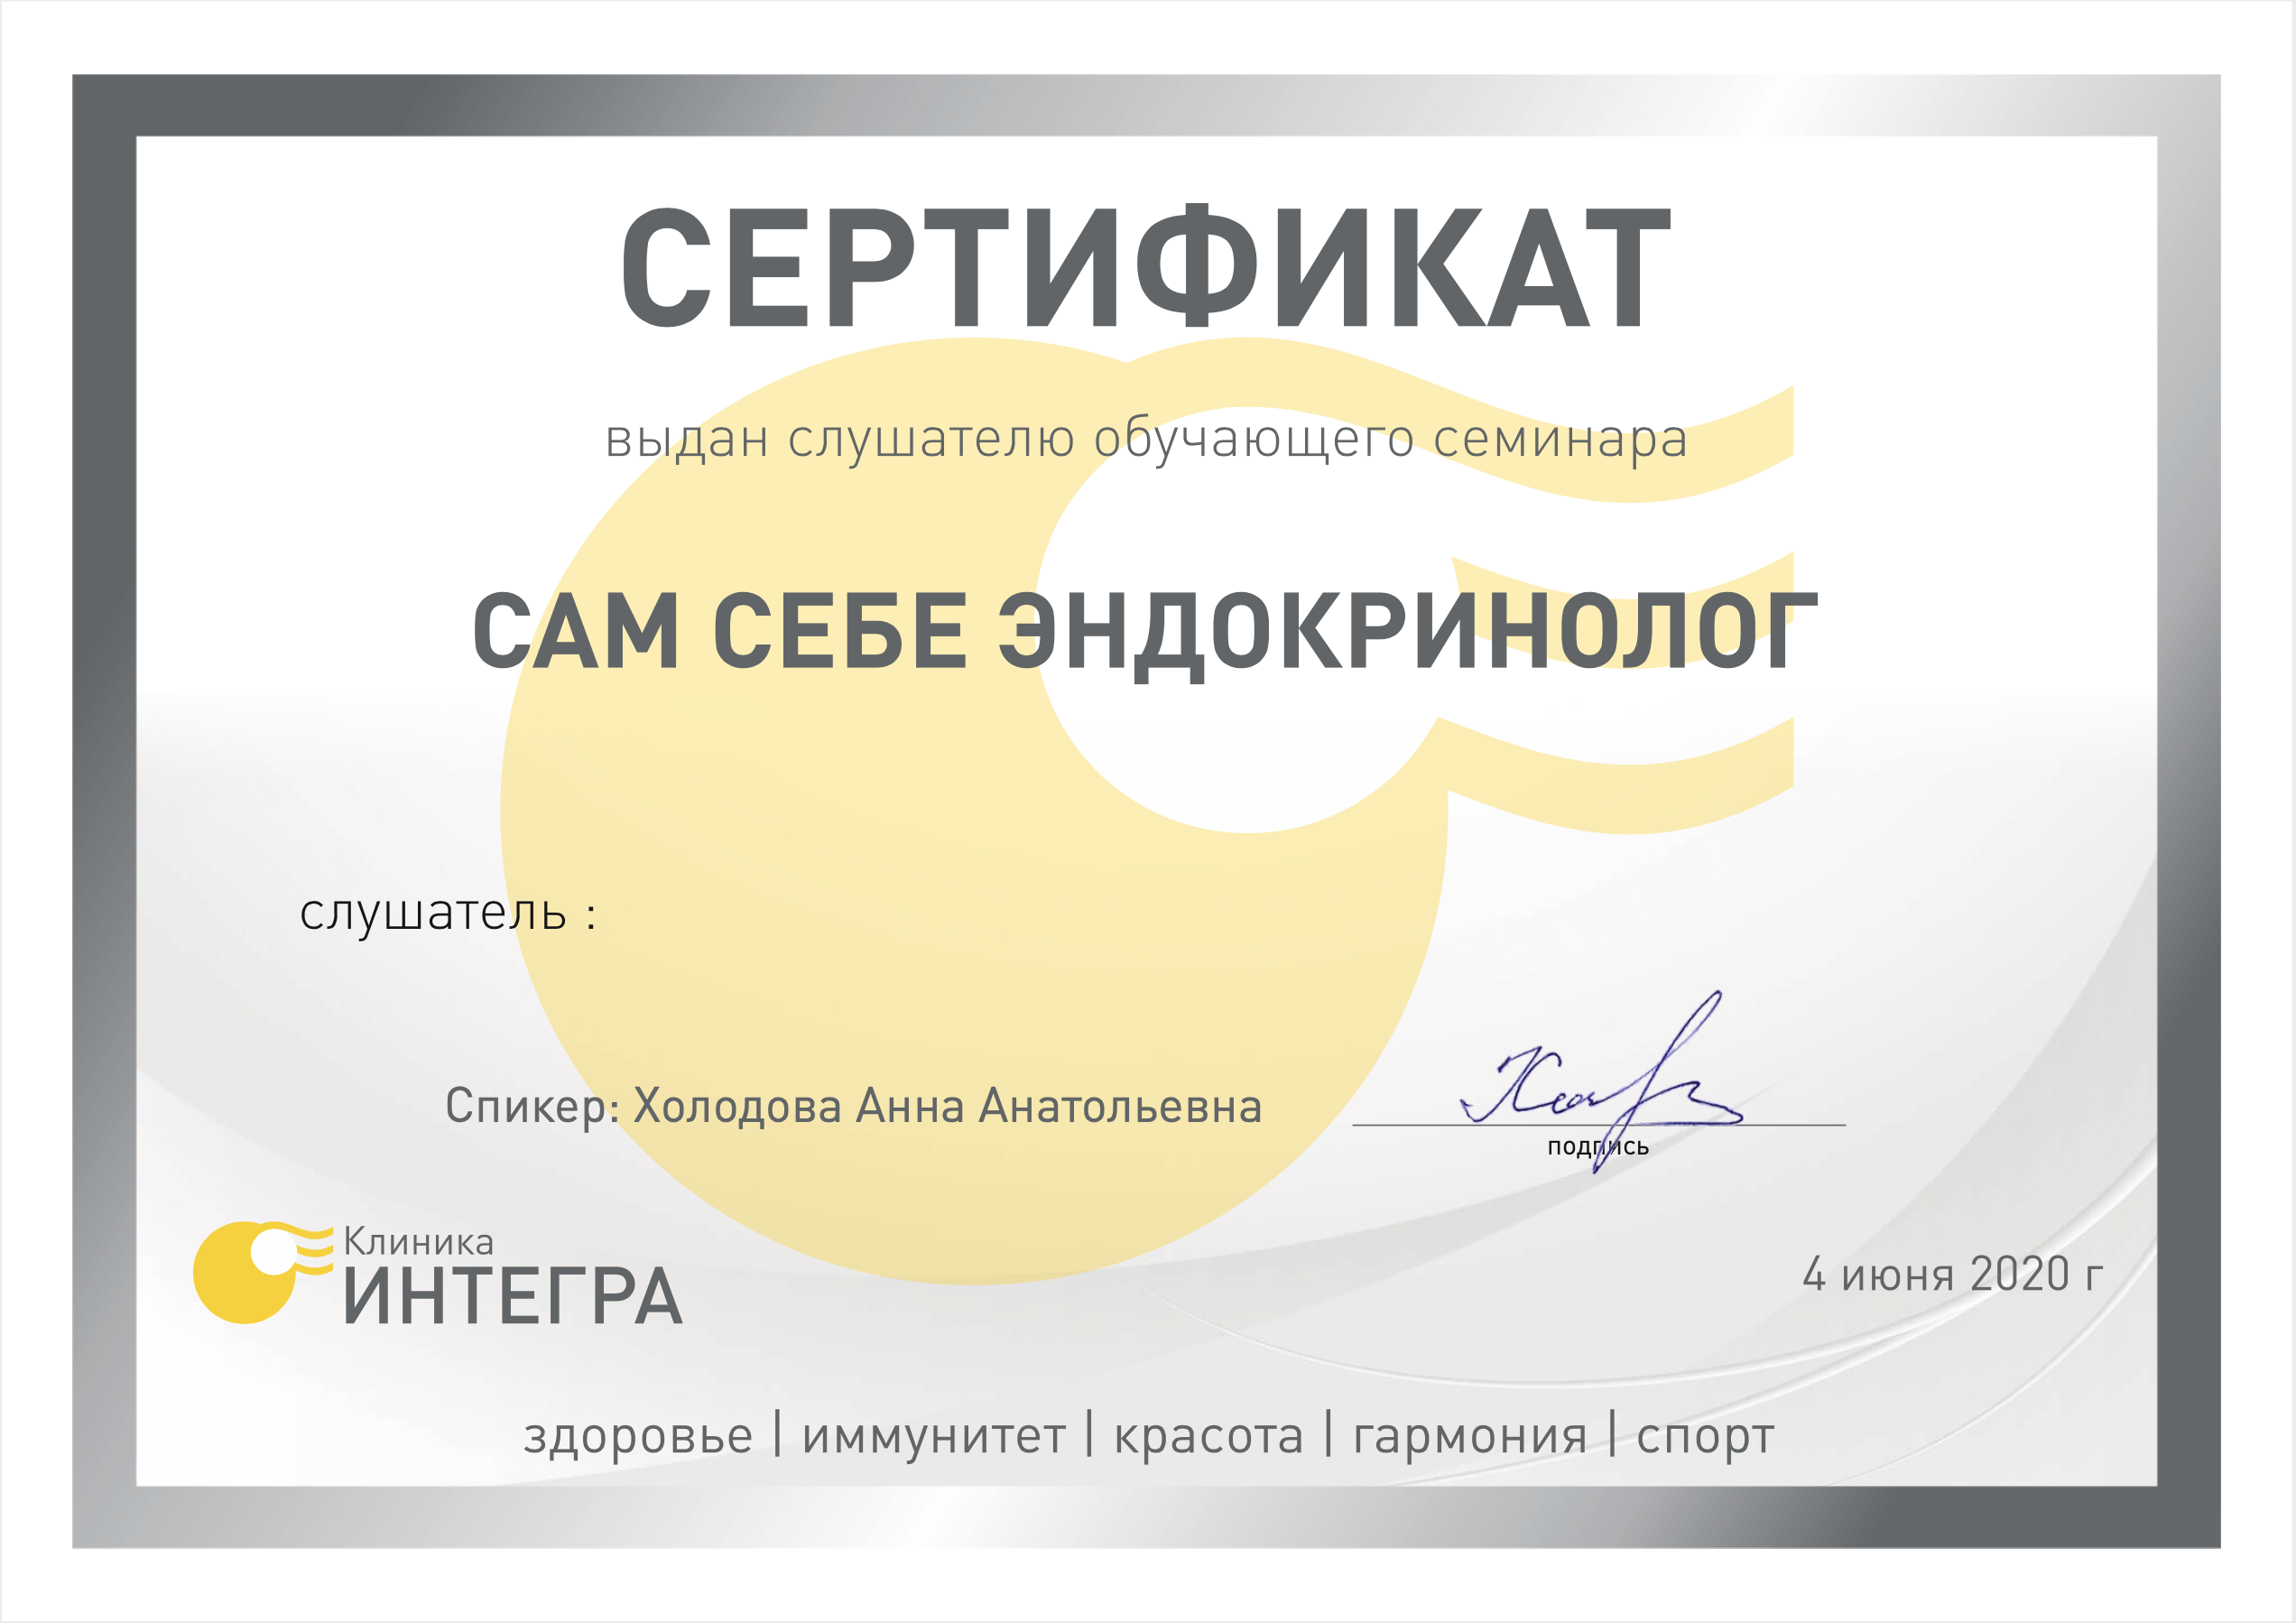 СЕРТИФИКАТ
выдан слушателю обучающего семинара
САМ СЕБЕ ЭНДОКРИНОЛОГ
слушатель :
Спикер: Холодова Анна Анатольевна
подпись
Клиника
ИНТЕГРА
4 июня 2020 г
здоровье | иммунитет | красота | гармония | спорт